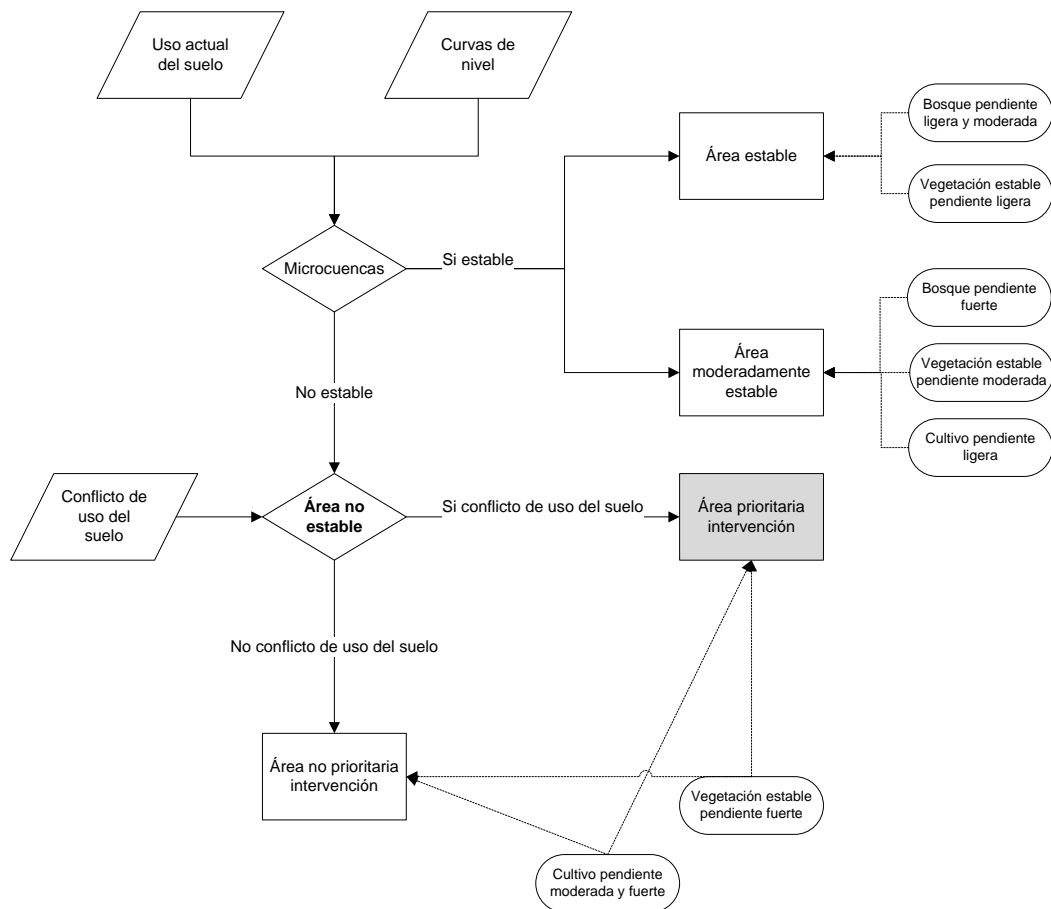 Uso actual
del suelo
Curvas de
nivel
Bosque pendiente
ligera y moderada
Área estable
Vegetación estable
pendiente ligera
Microcuencas
Si estable
Bosque pendiente
fuerte
Área
moderadamente
estable
Vegetación estable
pendiente moderada
No estable
Cultivo pendiente
ligera
Conflicto de
uso del
suelo
Área no
estable
Si conflicto de uso del suelo
Área prioritaria
intervención
No conflicto de uso del suelo
Área no prioritaria
intervención
Vegetación estable
pendiente fuerte
Cultivo pendiente
moderada y fuerte